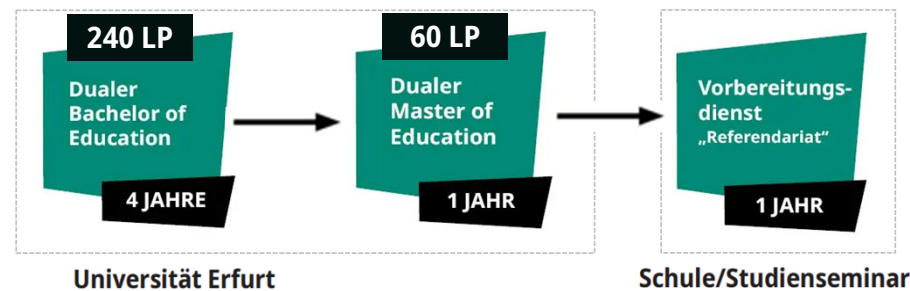 240 LP
Dualer
Bachelor of
Education
4 JAHRE
60 LP
Dualer
Master of
Education
1 JAHR
Vorbereitungs-
dienst
„Referendariat“
1 JAHR
Universität Erfurt
Schule/Studienseminar